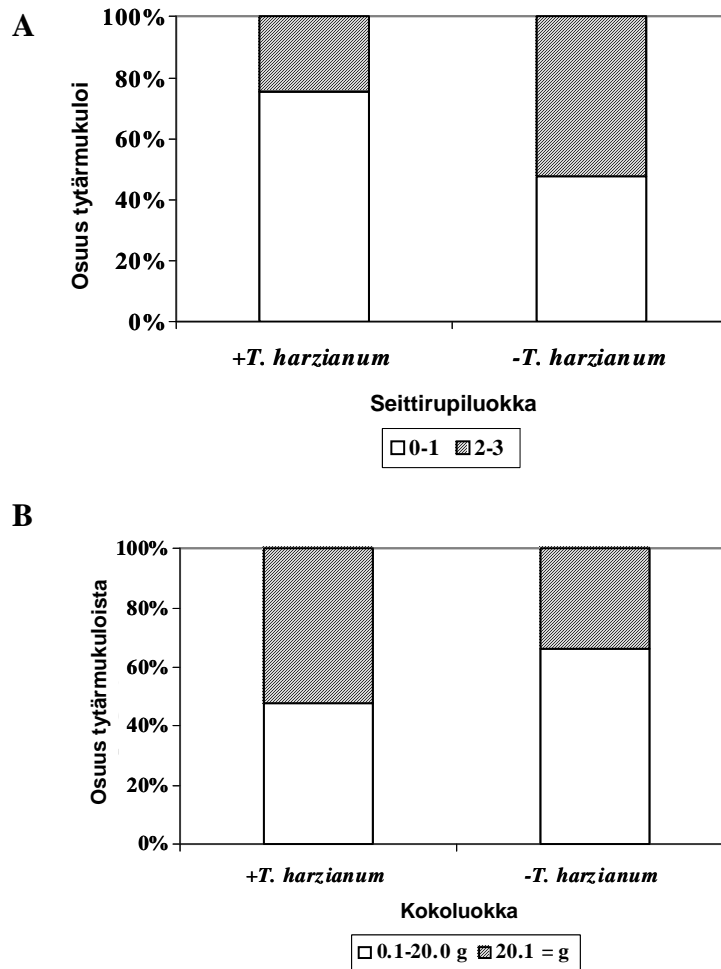 A
Osuus tytärmukuloi
100%
80%
60%
40%
20%
0%
+T. harzianum -T. harzianum
Seittirupiluokka
0-1 2-3
B
Osuus tytärmukuloista
100%
80%
60%
40%
20%
0%
+T. harzianum -T. harzianum
Kokoluokka
0.1-20.0 g 20.1 = g